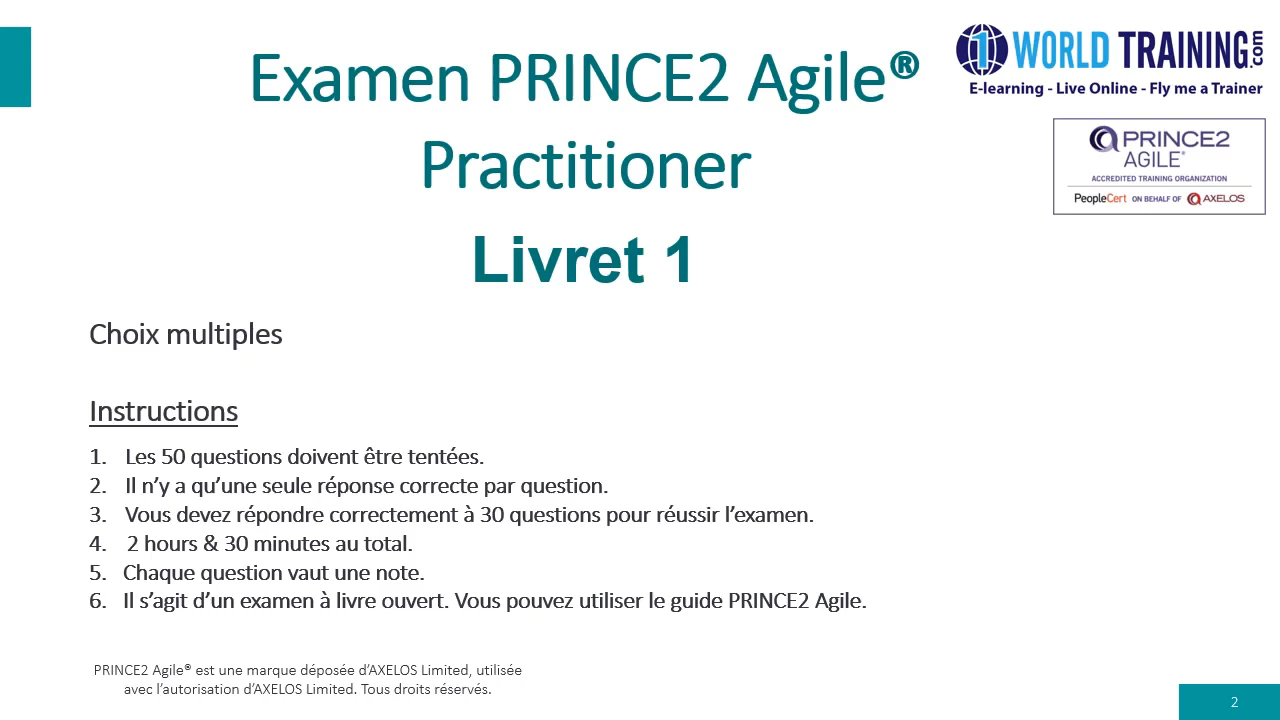 Examen PRINCE2 Agile®
Practitioner
Livret 1
1WORLD TRAINING.com
E-learning - Live Online - Fly me a Trainer
PRINCE2
AGILE®
ACCREDITED TRAINING ORGANIZATION
PeopleCert ON BEHALF OF AXELOS
Choix multiples
Instructions
1. Les 50 questions doivent être tentées.
2. Il n’y a qu’une seule réponse correcte par question.
3. Vous devez répondre correctement à 30 questions pour réussir l’examen.
4. 2 hours & 30 minutes au total.
5. Chaque question vaut une note.
6. Il s’agit d’un examen à livre ouvert. Vous pouvez utiliser le guide PRINCE2 Agile.
PRINCE2 Agile® est une marque déposée d’AXELOS Limited, utilisée
avec l’autorisation d’AXELOS Limited. Tous droits réservés.
2